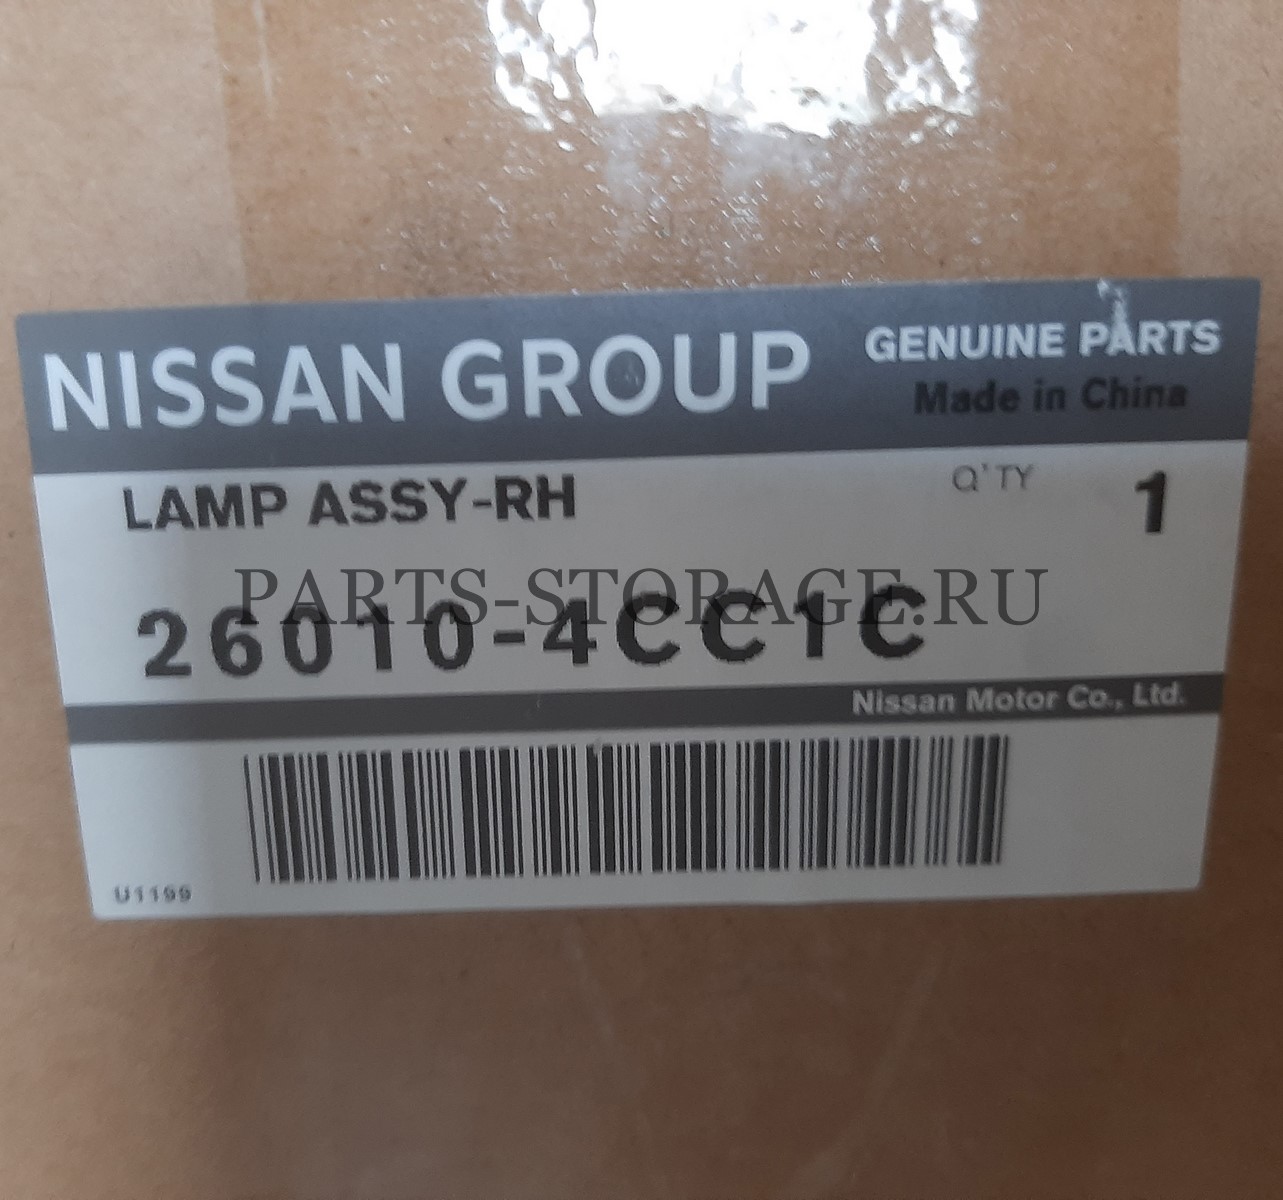 NISSAN GROUP
GENUINE PARTS
Made in China
LAMP ASSY-RH
Q'TY 1
PARTS-STORAGE.RU
26010-4CC1C
Nissan Motor Co., Ltd.
U1199